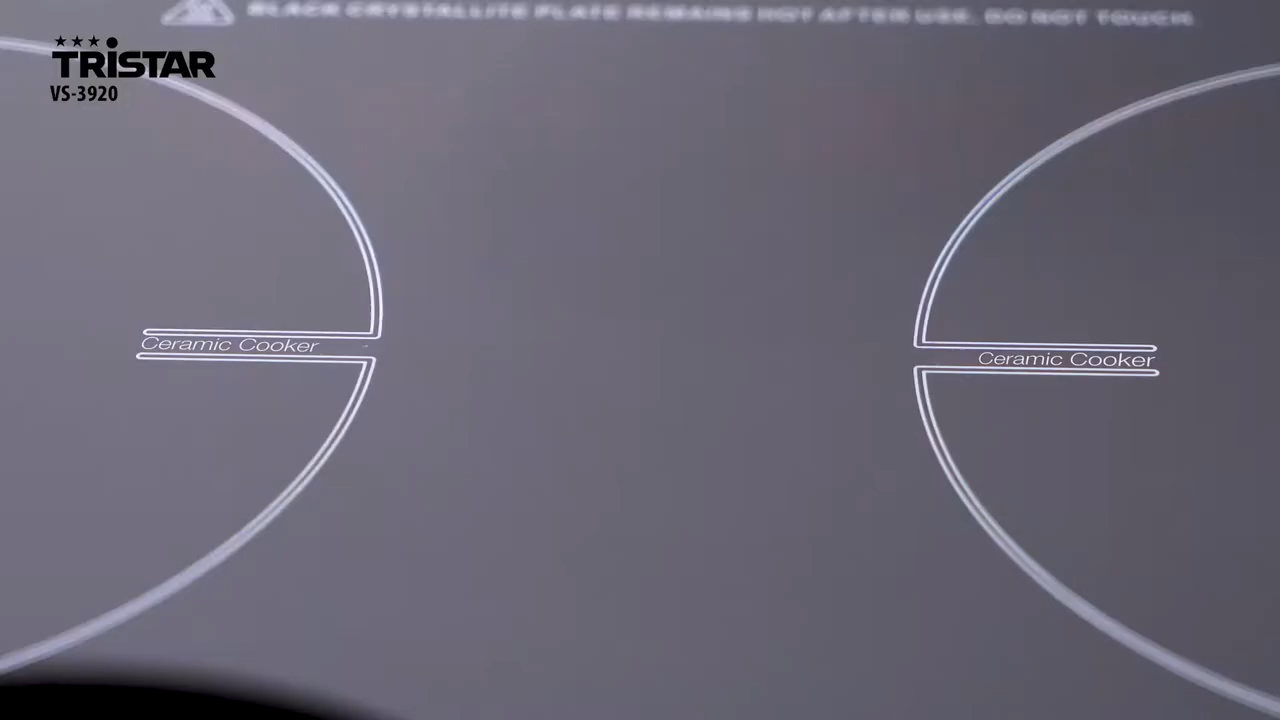 BLACK CRYSTALLITE PLATE REMAINS HOT AFTER USE. DO NOT TOUCH.
TRISTAR
VS-3920
Ceramic Cooker
Ceramic Cooker